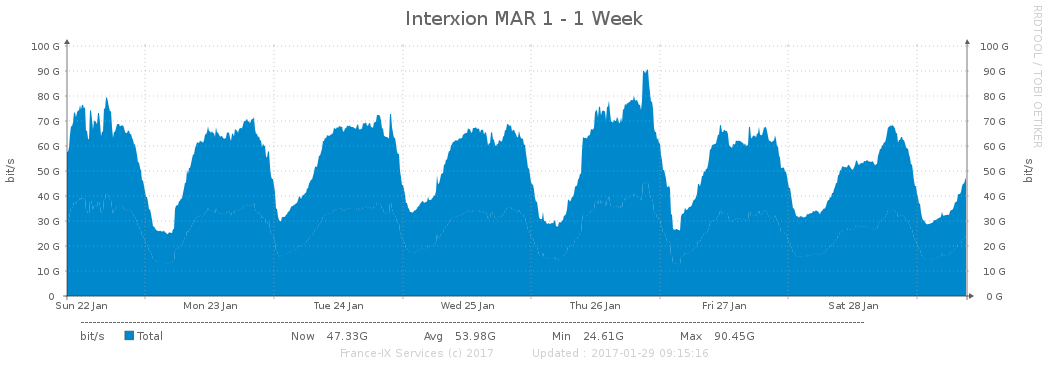 Interxion MAR 1 - 1 Week
RRDTOOL / TOBI OETIKER
bit/s
bit/s
100 G 100 G
90 G 90 G
80 G 80 G
70 G 70 G
60 G 60 G
50 G 50 G
40 G 40 G
30 G 30 G
20 G 20 G
10 G 10 G
0 0 G
Sun 22 Jan Mon 23 Jan Tue 24 Jan Wed 25 Jan Thu 26 Jan Fri 27 Jan Sat 28 Jan
bit/s Total Now 47.33G Avg 53.98G Min 24.61G Max 90.45G
France-IX Services (c) 2017 Updated : 2017-01-29 09:15:16